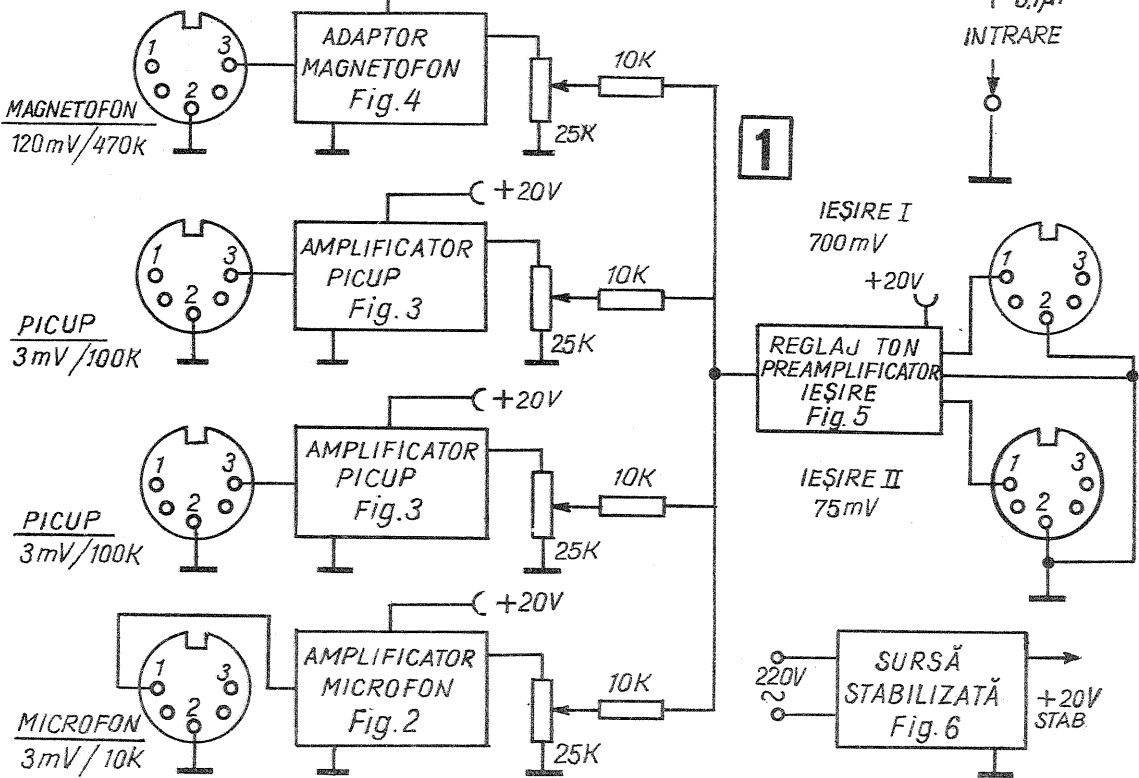 1
3
2
MAGNETOFON
120mV/470K
ADAPTOR
MAGNETOFON
Fig.4
10K
25K
1
INTRARE
1
3
2
PICUP
3mV/100K
+20V
AMPLIFICATOR
PICUP
Fig.3
10K
25K
1
3
2
PICUP
3mV/100K
+20V
AMPLIFICATOR
PICUP
Fig.3
10K
25K
1
3
2
MICROFON
3mV/10K
+20V
AMPLIFICATOR
MICROFON
Fig.2
10K
25K
IEȘIRE I
700mV
+20V
REGLAJ TON
PREAMPLIFICATOR
IEȘIRE
Fig.5
1
3
2
IEȘIRE II
75mV
1
3
2
220V
SURSĂ
STABILIZATĂ
Fig.6
+20V
STAB.